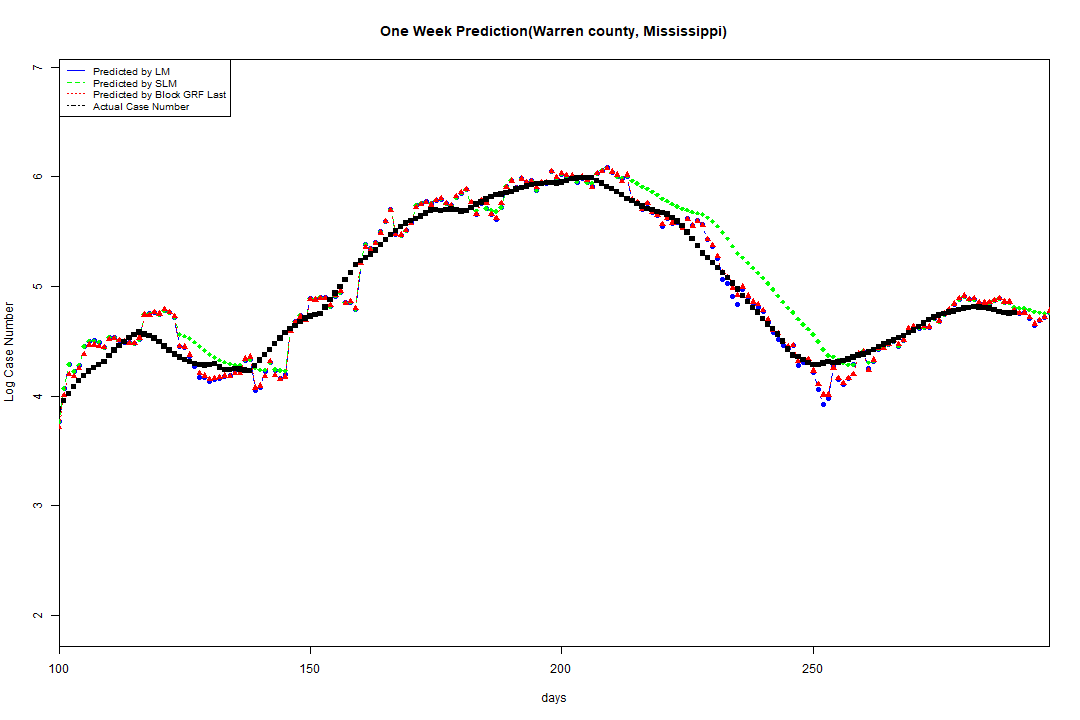 One Week Prediction(Warren county, Mississippi)
Predicted by LM
Predicted by SLM
Predicted by Block GRF Last
Actual Case Number
7
6
5
4
3
2
Log Case Number
100 150 200 250
days